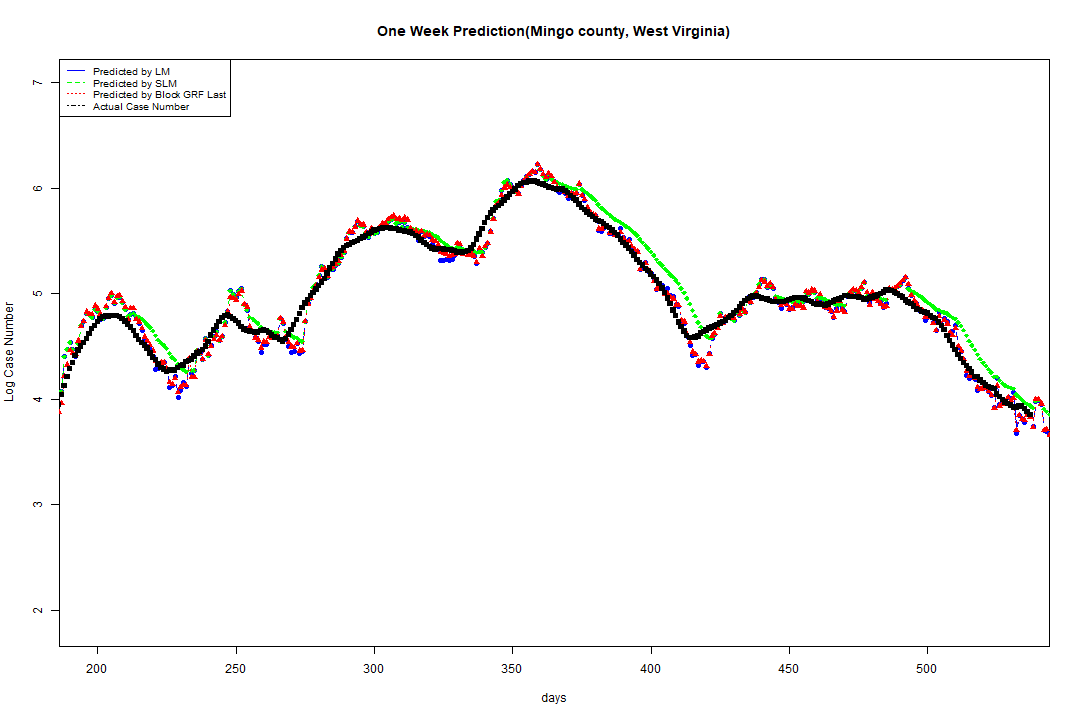 One Week Prediction(Mingo county, West Virginia)
Predicted by LM
Predicted by SLM
Predicted by Block GRF Last
Actual Case Number
7
6
5
4
3
2
Log Case Number
200 250 300 350 400 450 500
days